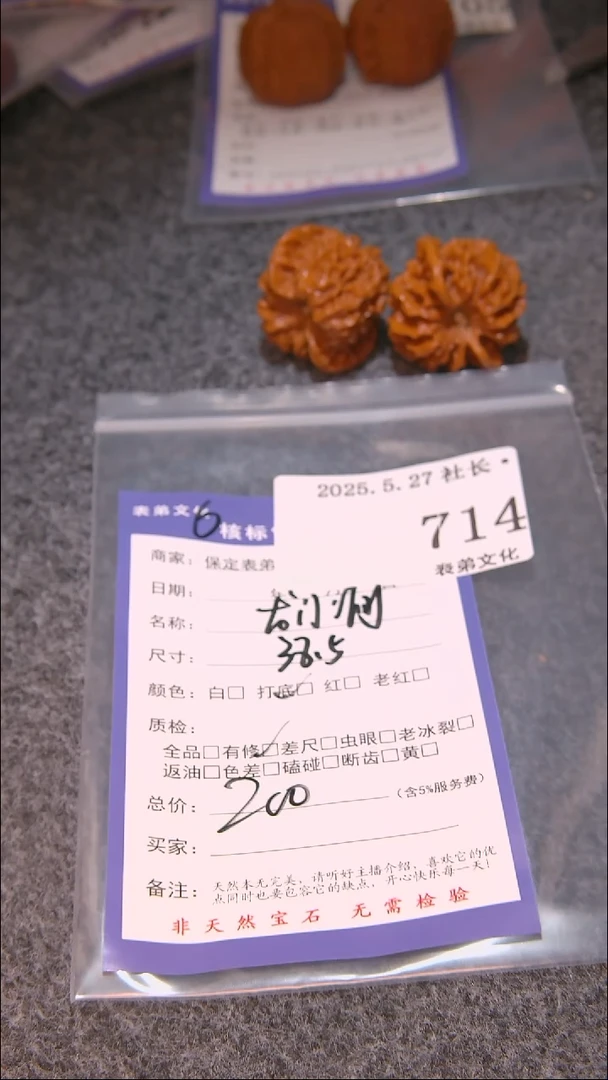 2025.5.27 社长
714
表弟文化
表弟文化
6
核标
商家：保定表弟
日期：
名称：
尺寸：38.5
颜色：白□ 打底□ 红□ 老红□
质检：
全品□有修□差尺□虫眼□老冰裂□
返油□色差□磕碰□断齿□黄□
总价：200（含5%服务费）
买家：
备注：天然本无完美，请听好主播介绍，喜欢它的优
点同时也要包容它的缺点，开心快乐每一天！
非天然宝石 无需检验